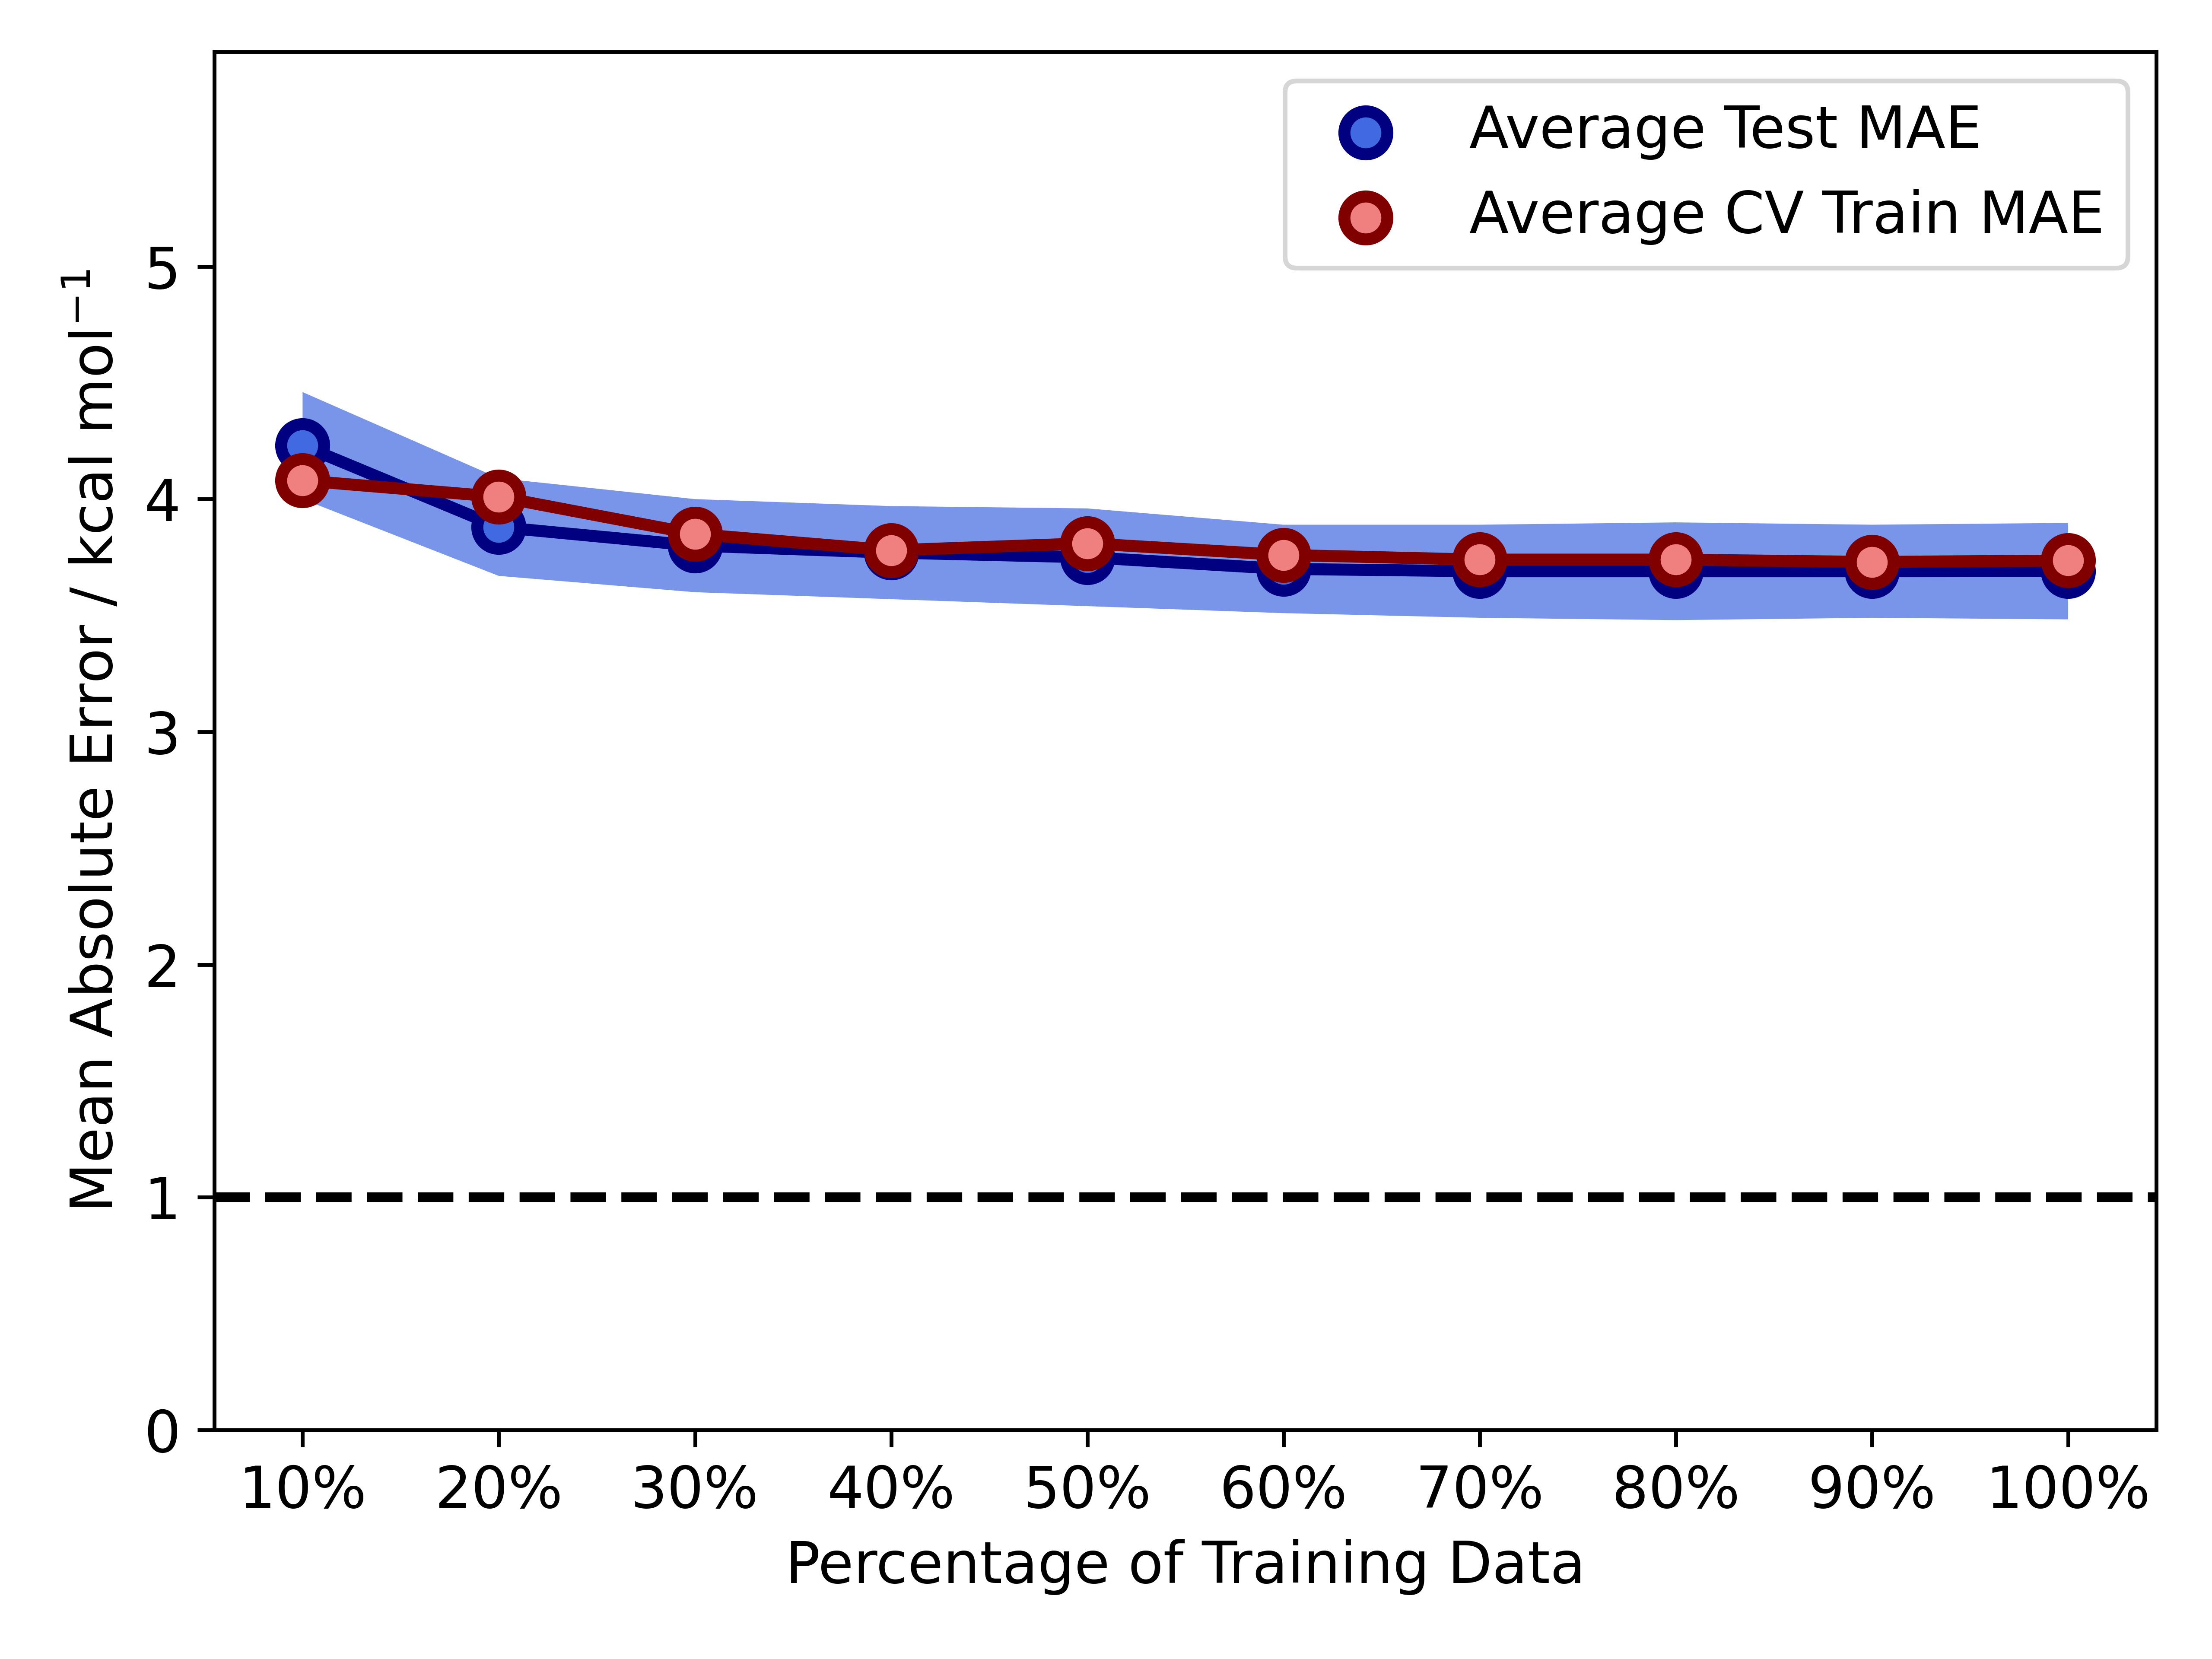 Average Test MAE
Average CV Train MAE
Mean Absolute Error / kcal mol⁻¹
5
4
3
2
1
0
10% 20% 30% 40% 50% 60% 70% 80% 90% 100%
Percentage of Training Data